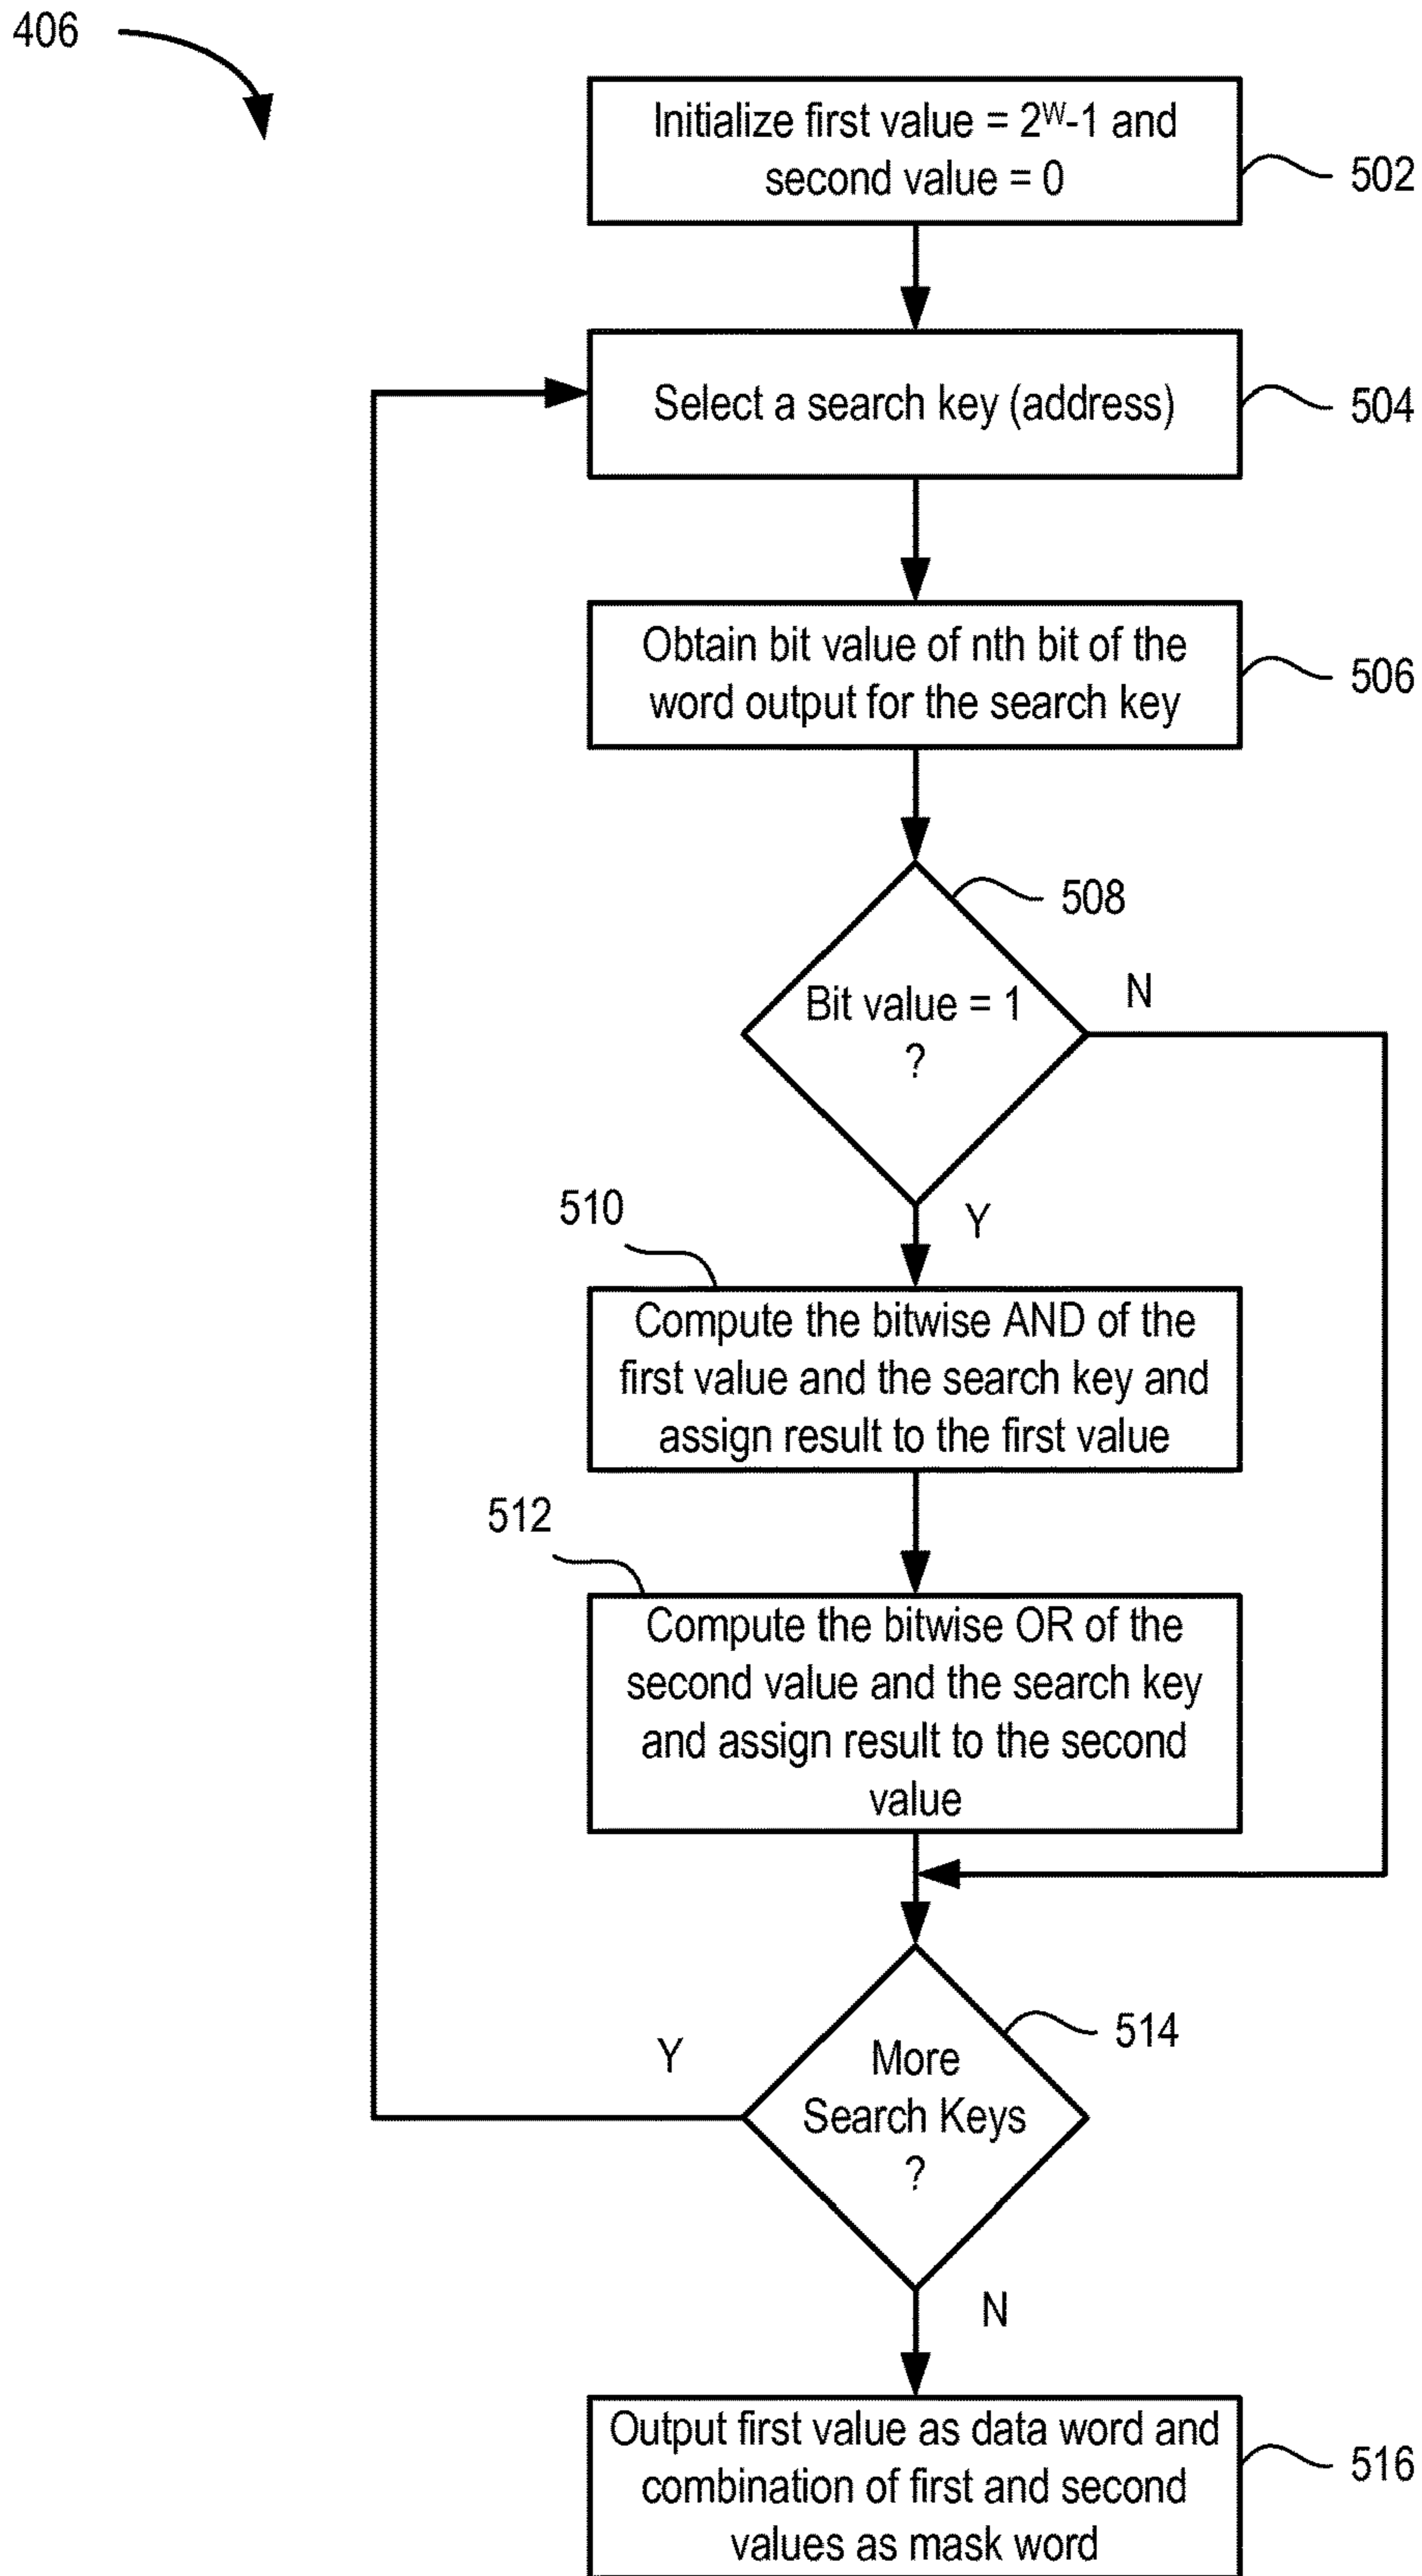 406
Initialize first value = 2ᵂ-1 and
second value = 0
502
Select a search key (address)
504
Obtain bit value of nth bit of the
word output for the search key
506
508
Bit value = 1
?
N
Y
510
Compute the bitwise AND of the
first value and the search key and
assign result to the first value
512
Compute the bitwise OR of the
second value and the search key
and assign result to the second
value
514
More
Search Keys
?
Y
N
Output first value as data word and
combination of first and second
values as mask word
516